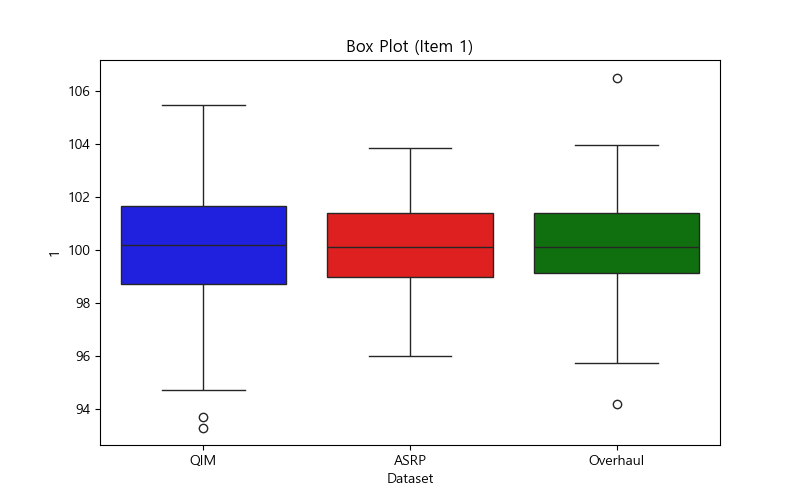 Box Plot (Item 1)
106
104
102
100
98
96
94
1
QIM ASRP Overhaul
Dataset